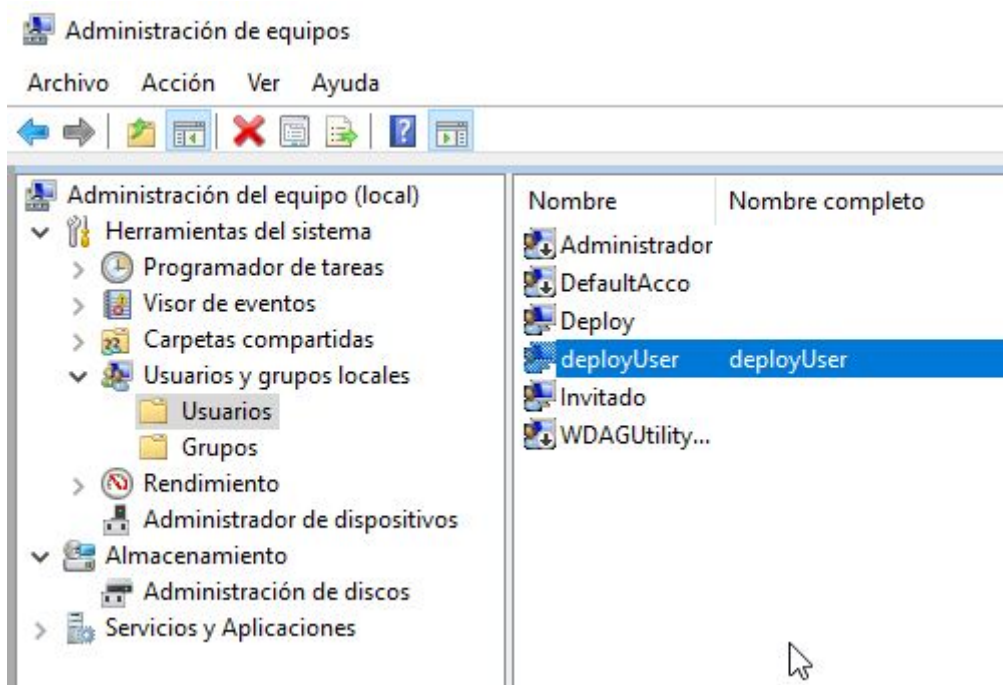 Administración de equipos
Archivo Acción Ver Ayuda
Administración del equipo (local)
Herramientas del sistema
Programador de tareas
Visor de eventos
Carpetas compartidas
Usuarios y grupos locales
Usuarios
Grupos
Rendimiento
Administrador de dispositivos
Almacenamiento
Administración de discos
Servicios y Aplicaciones
Nombre Nombre completo
Administrador
DefaultAcco
Deploy
deployUser deployUser
Invitado
WDAGUtility...